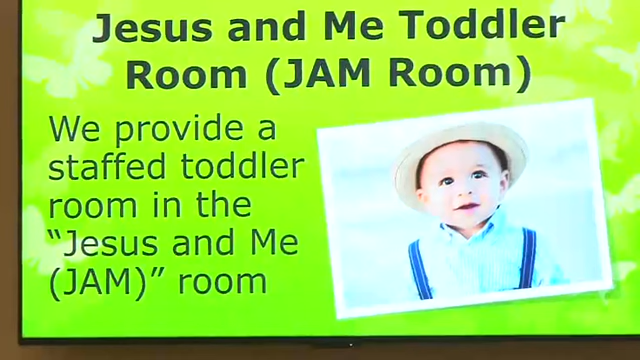 Jesus and Me Toddler
Room (JAM Room)
We provide a
staffed toddler
room in the
“Jesus and Me
(JAM)” room